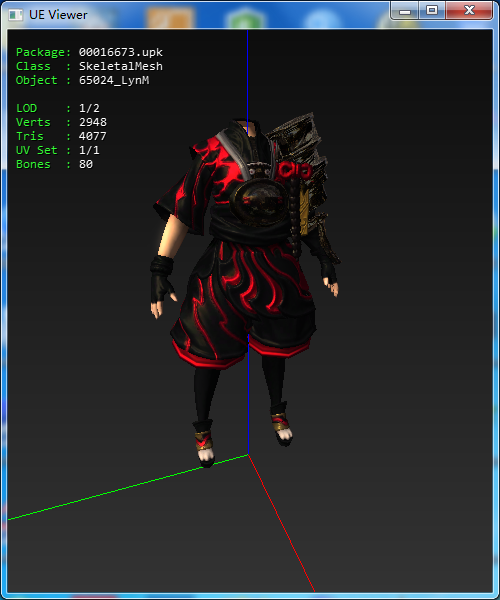 UE Viewer
Package: 00016673.upk
Class : SkeletalMesh
Object : 65024_LynM
LOD : 1/2
Verts : 2948
Tris : 4077
UV Set : 1/1
Bones : 80